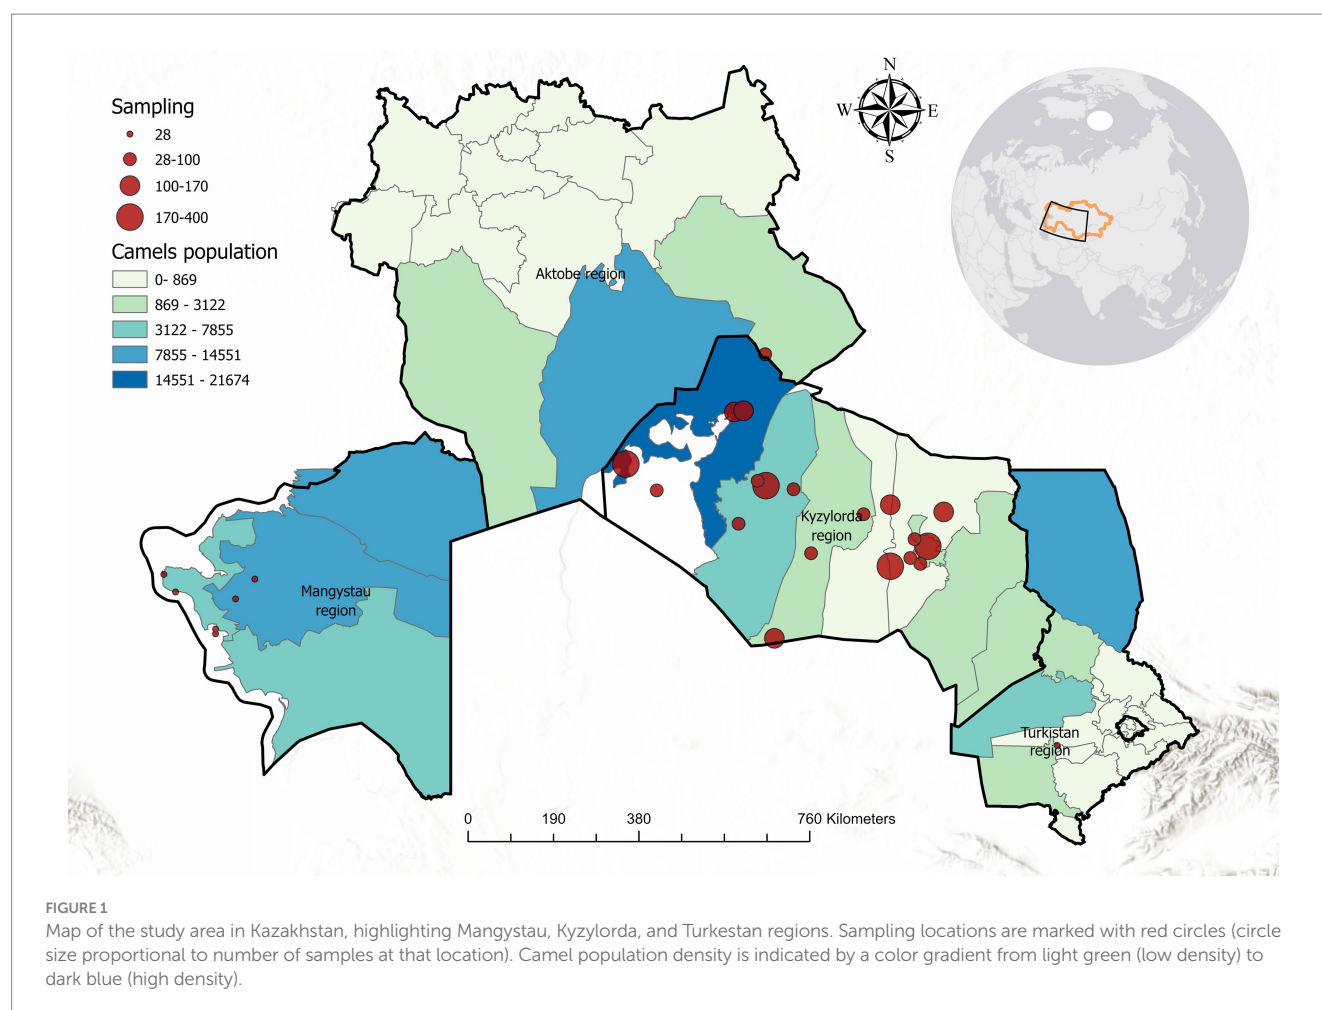 Sampling
28
28-100
100-170
170-400
Camels population
0- 869
869 - 3122
3122 - 7855
7855 - 14551
14551 - 21674
N
W
E
S
Aktobe region
Kyzylorda
region
Mangystau
region
Turkistan
region
0 190 380 760 Kilometers
FIGURE 1
Map of the study area in Kazakhstan, highlighting Mangystau, Kyzylorda, and Turkestan regions. Sampling locations are marked with red circles (circle
size proportional to number of samples at that location). Camel population density is indicated by a color gradient from light green (low density) to
dark blue (high density).